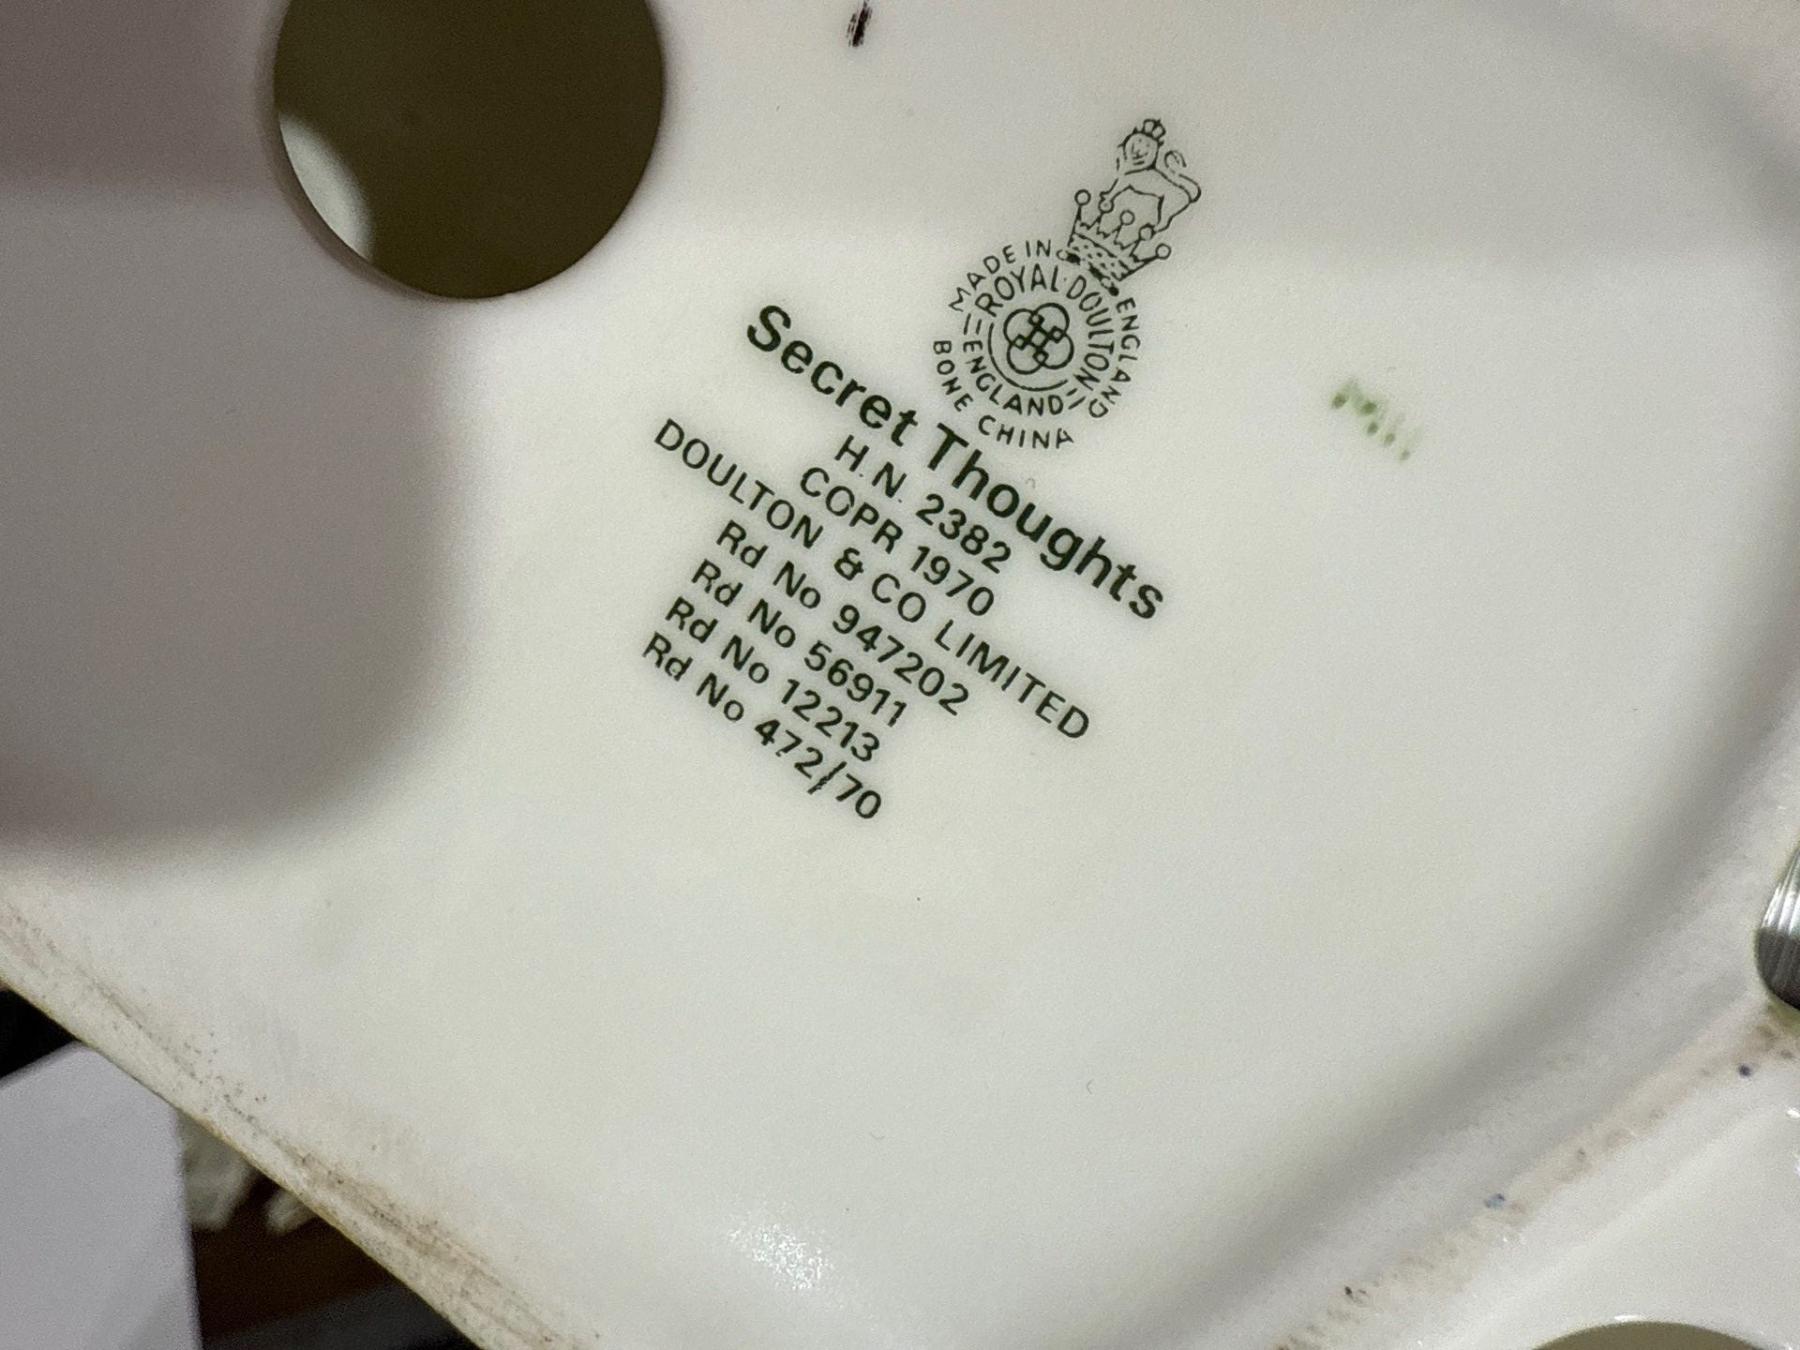 MADE IN ENGLAND
ROYAL·DOULTON
ENGLAND
BONE CHINA
Secret Thoughts
H.N. 2382
COPR 1970
DOULTON & CO LIMITED
Rd No 947202
Rd No 56911
Rd No 12213
Rd No 472/70